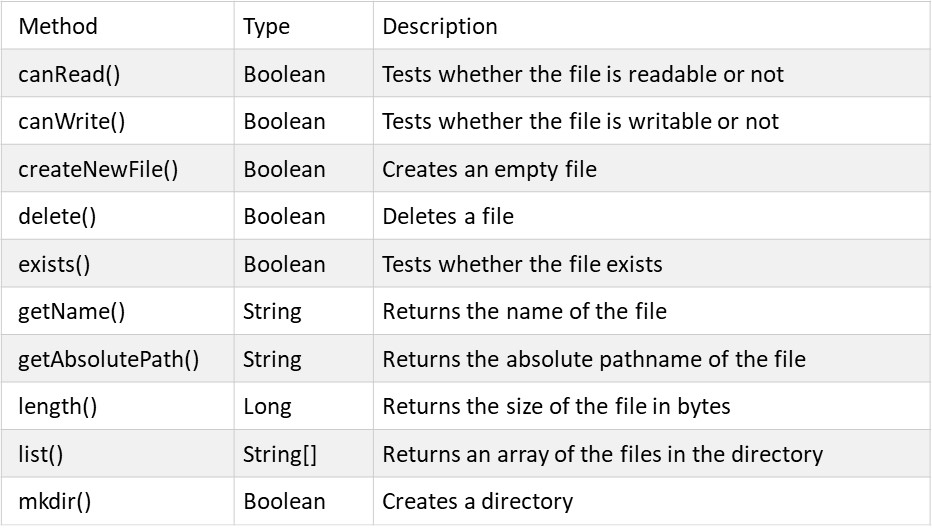 Method Type Description
canRead() Boolean Tests whether the file is readable or not
canWrite() Boolean Tests whether the file is writable or not
createNewFile() Boolean Creates an empty file
delete() Boolean Deletes a file
exists() Boolean Tests whether the file exists
getName() String Returns the name of the file
getAbsolutePath() String Returns the absolute pathname of the file
length() Long Returns the size of the file in bytes
list() String[] Returns an array of the files in the directory
mkdir() Boolean Creates a directory